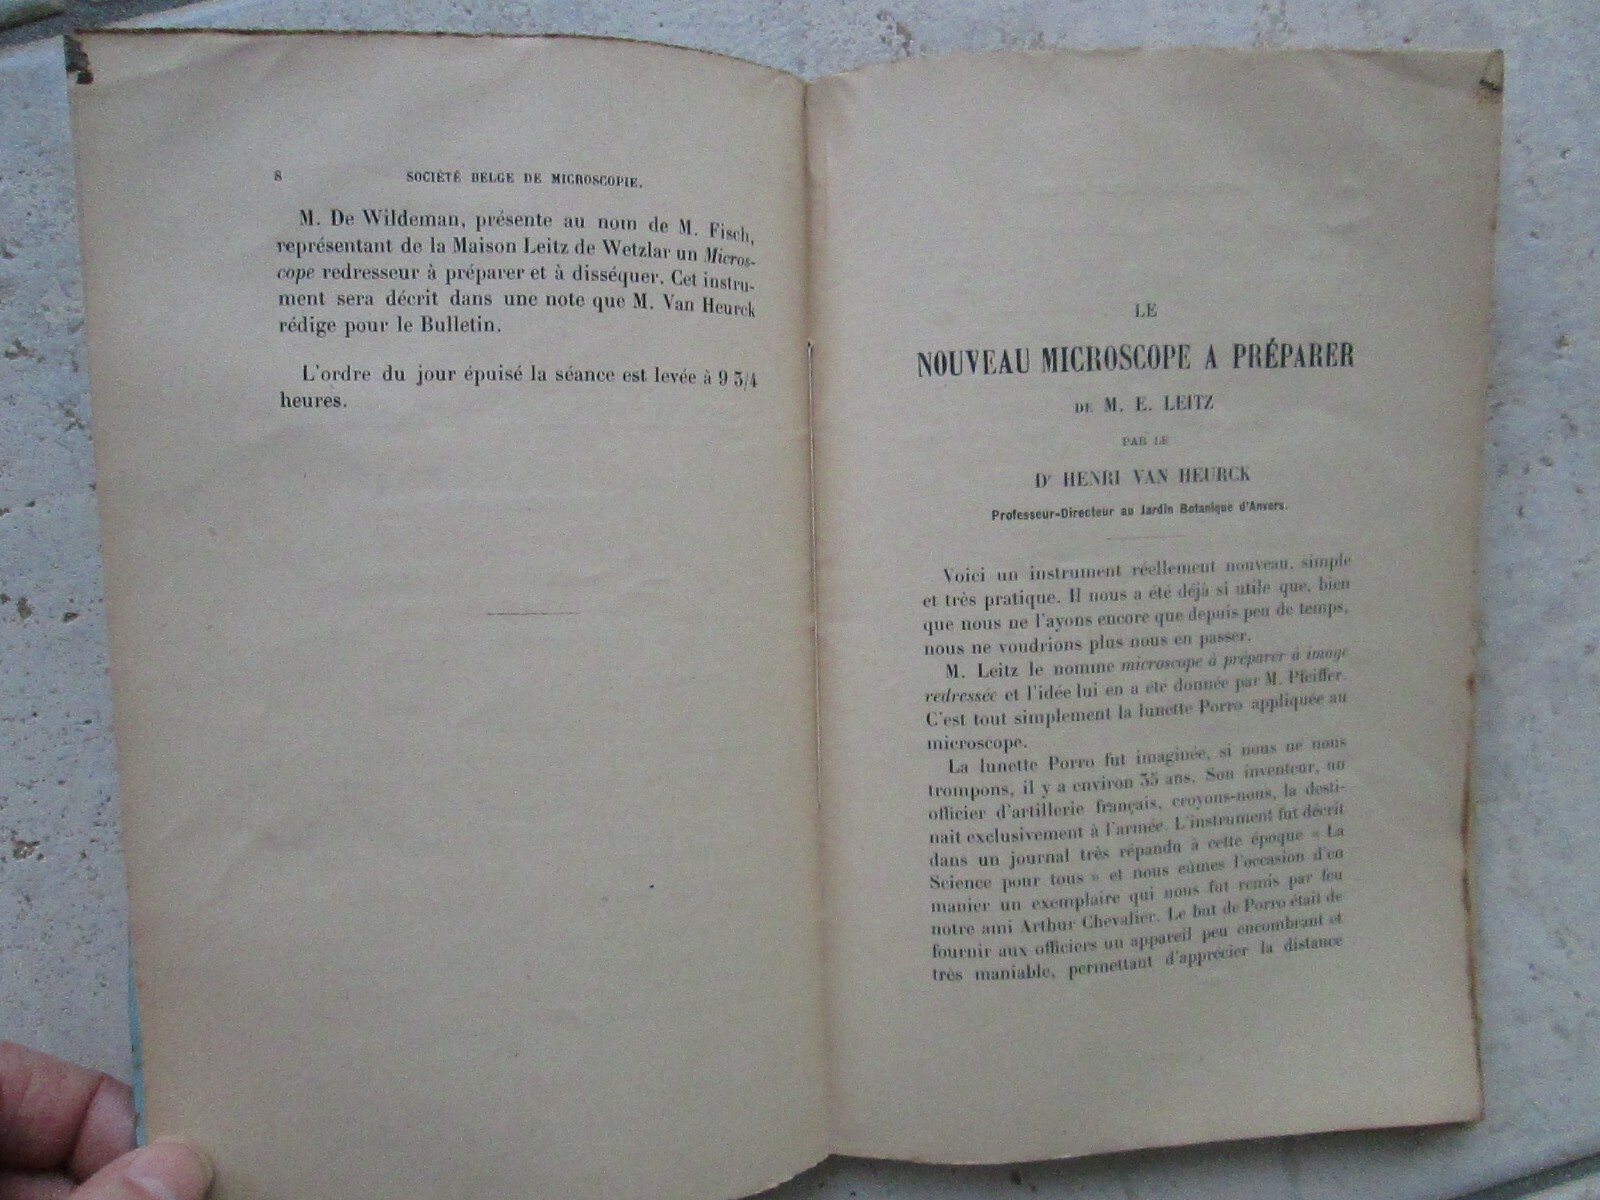 8 SOCIÉTÉ BELGE DE MICROSCOPIE.
M. De Wildeman, présente au nom de M. Fisch,
représentant de la Maison Leitz de Wetzlar un Micros-
cope redresseur à préparer et à disséquer. Cet instru-
ment sera décrit dans une note que M. Van Heurck
rédige pour le Bulletin.
L'ordre du jour épuisé la séance est levée à 9 3/4
heures.
LE
NOUVEAU MICROSCOPE A PRÉPARER
DE M. E. LEITZ
PAR LE
Dr HENRI VAN HEURCK
Professeur-Directeur au Jardin Botanique d'Anvers.
Voici un instrument réellement nouveau, simple
et très pratique. Il nous a été déjà si utile que, bien
que nous ne l'ayons encore que depuis peu de temps,
nous ne voudrions plus nous en passer.
M. Leitz le nomme microscope à préparer à image
redressée et l'idée lui en a été donnée par M. Pfeiffer.
C'est tout simplement la lunette Porro appliquée au
microscope.
La lunette Porro fut imaginée, si nous ne nous
trompons, il y a environ 35 ans. Son inventeur, un
officier d'artillerie français, croyons-nous, la desti-
nait exclusivement à l'armée. L'instrument fut décrit
dans un journal très répandu à cette époque « La
Science pour tous » et nous eûmes l'occasion d'en
manier un exemplaire qui nous fut remis par feu
notre ami Arthur Chevalier. Le but de Porro était de
fournir aux officiers un appareil peu encombrant et
très maniable, permettant d'apprécier la distance